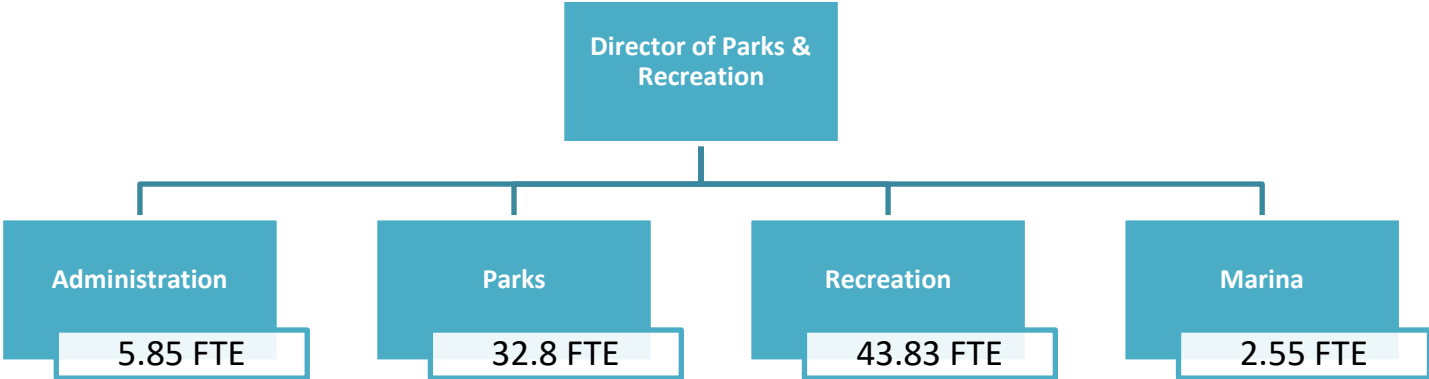 Director of Parks &
Recreation
Administration
5.85 FTE
Parks
32.8 FTE
Recreation
43.83 FTE
Marina
2.55 FTE